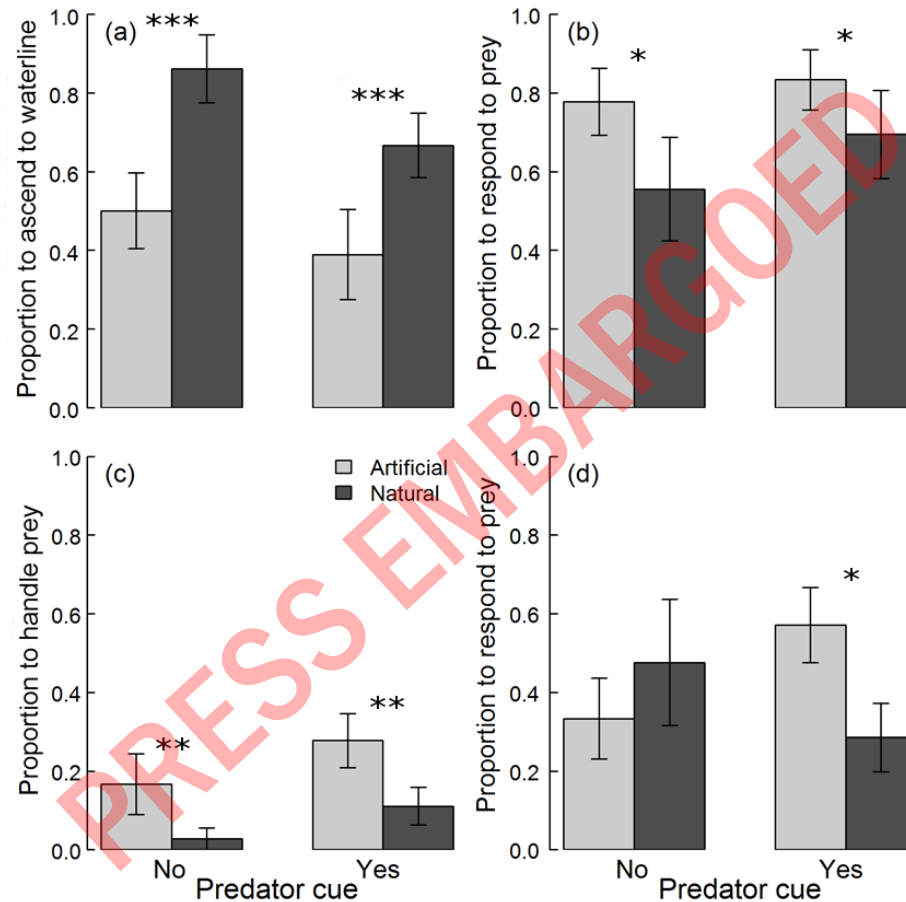 (a)
***
***
Proportion to ascend to waterline
1.0
0.8
0.6
0.4
0.2
0.0
(b)
*
*
Proportion to respond to prey
1.0
0.8
0.6
0.4
0.2
0.0
(c)
Artificial
Natural
**
**
Proportion to handle prey
1.0
0.8
0.6
0.4
0.2
0.0
No
Yes
Predator cue
(d)
*
Proportion to respond to prey
1.0
0.8
0.6
0.4
0.2
0.0
No
Yes
Predator cue
PRESS EMBARGOED